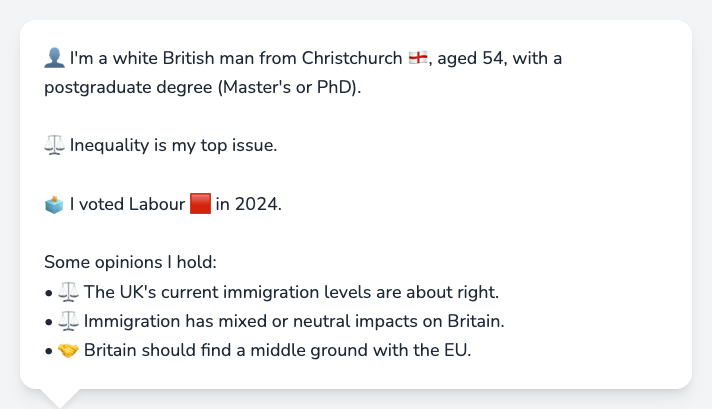 👤 I'm a white British man from Christchurch 🏴󠁧󠁢󠁥󠁮󠁧󠁿, aged 54, with a
postgraduate degree (Master's or PhD).
⚖️ Inequality is my top issue.
🗳️ I voted Labour 🟥 in 2024.
Some opinions I hold:
• ⚖️ The UK's current immigration levels are about right.
• ⚖️ Immigration has mixed or neutral impacts on Britain.
• 🤝 Britain should find a middle ground with the EU.